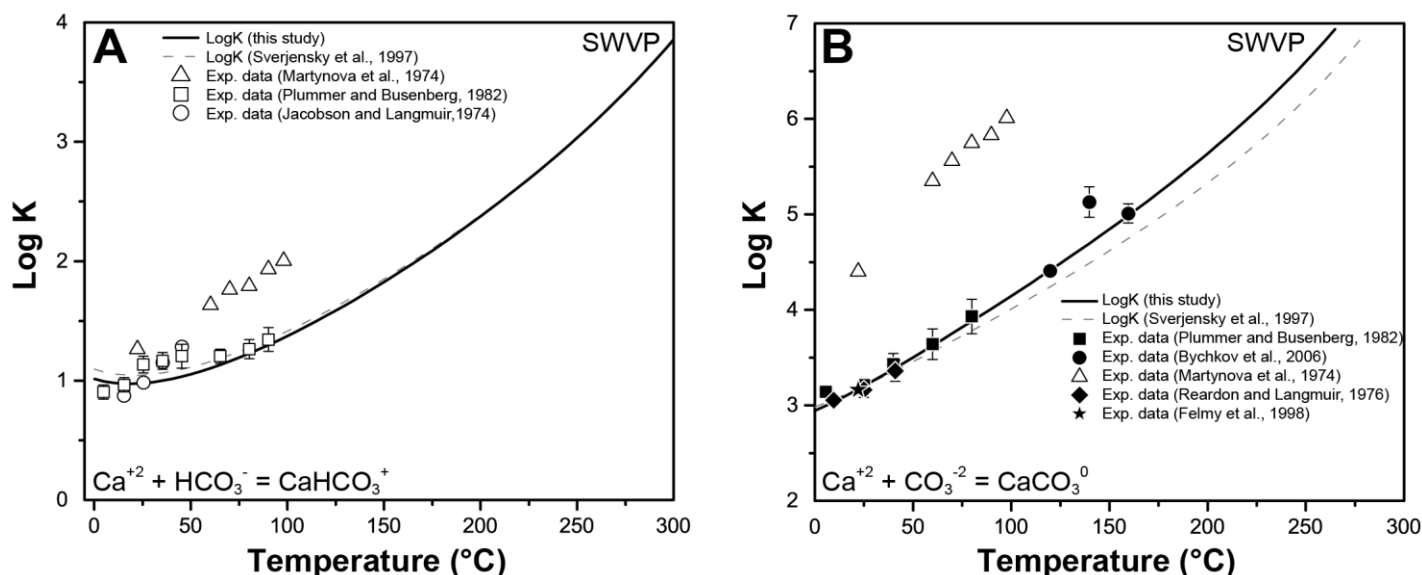 A
SWVP
LogK (this study)
LogK (Sverjensky et al., 1997)
Exp. data (Martynova et al., 1974)
Exp. data (Plummer and Busenberg, 1982)
Exp. data (Jacobson and Langmuir,1974)
4
3
2
1
0
Log K
Ca+2 + HCO3- = CaHCO3+
0 50 100 150 200 250 300
Temperature (°C)
B
SWVP
7
6
5
4
3
2
Log K
LogK (this study)
LogK (Sverjensky et al., 1997)
Exp. data (Plummer and Busenberg, 1982)
Exp. data (Bychkov et al., 2006)
Exp. data (Martynova et al., 1974)
Exp. data (Reardon and Langmuir, 1976)
Exp. data (Felmy et al., 1998)
Ca+2 + CO3-2 = CaCO30
0 50 100 150 200 250 300
Temperature (°C)